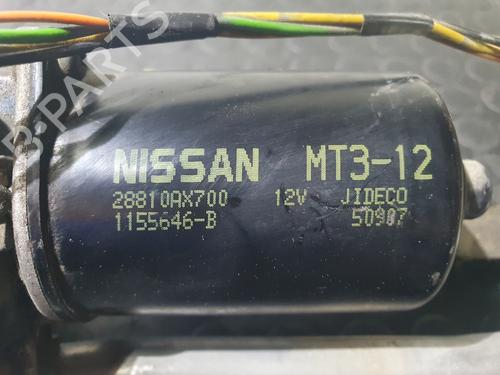 B-PARTS
NISSAN MT3-12
28810AX700 12V JIDECO
1155646-B 50907